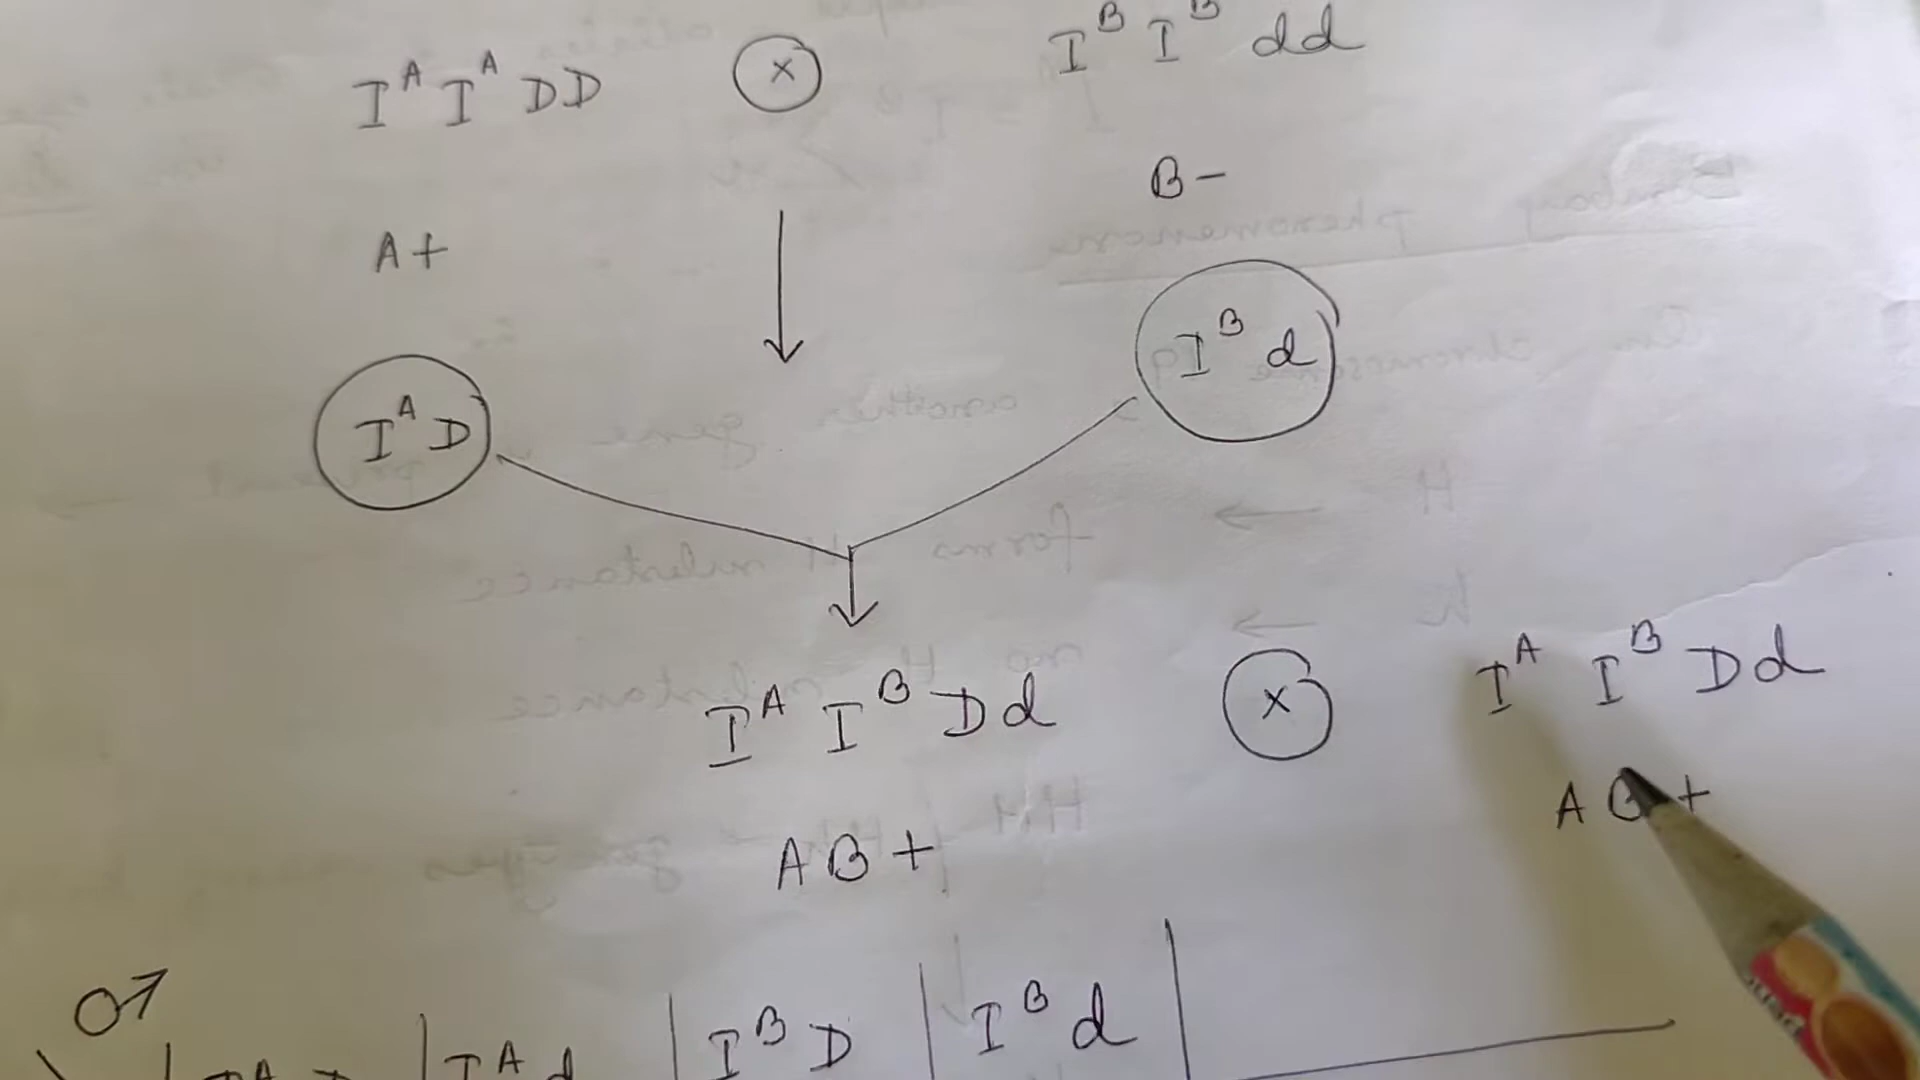 I^A I^A DD ⊗ I^B I^B dd
A+ B-
I^A D I^B d
I^A I^B Dd ⊗ I^A I^B Dd
AB+ AB+
♂ I^A d I^B D I^B d